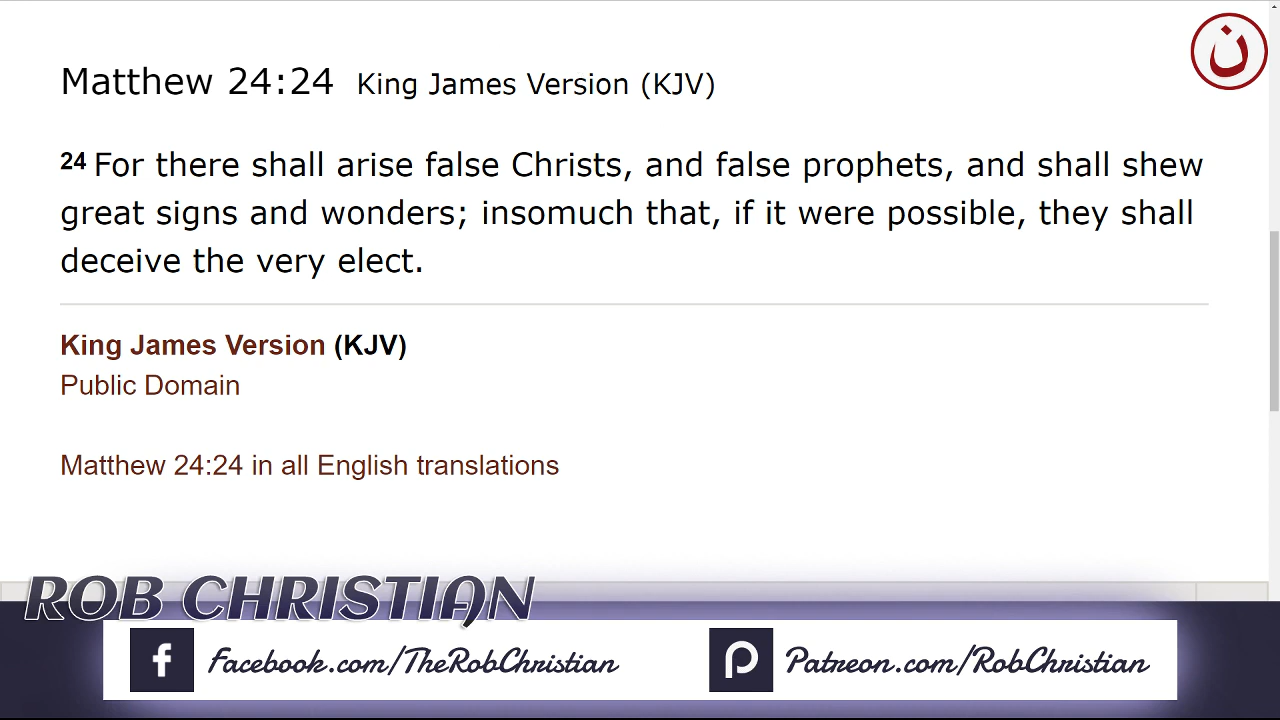 ن
Matthew 24:24 King James Version (KJV)
24 For there shall arise false Christs, and false prophets, and shall shew
great signs and wonders; insomuch that, if it were possible, they shall
deceive the very elect.
King James Version (KJV)
Public Domain
Matthew 24:24 in all English translations
ROB CHRISTIAN
Facebook.com/TheRobChristian
Patreon.com/RobChristian